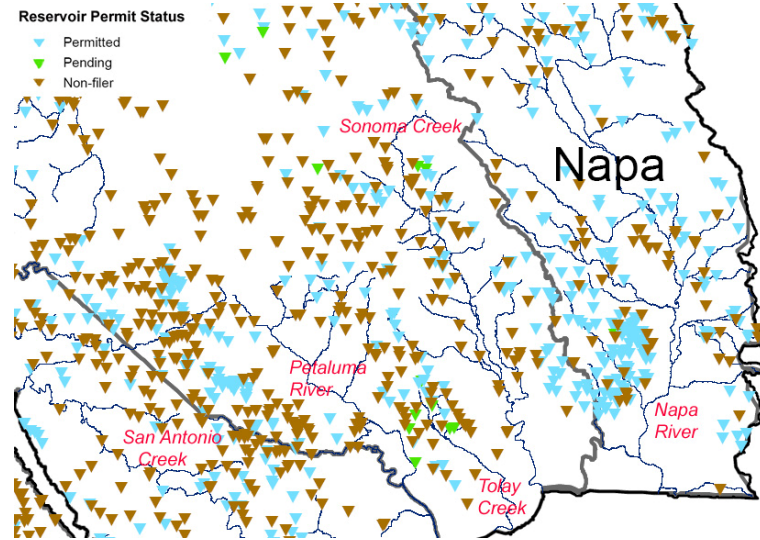 Reservoir Permit Status
Permitted
Pending
Non-filer
Sonoma Creek
Napa
Petaluma
River
San Antonio
Creek
Napa
River
Tolay
Creek